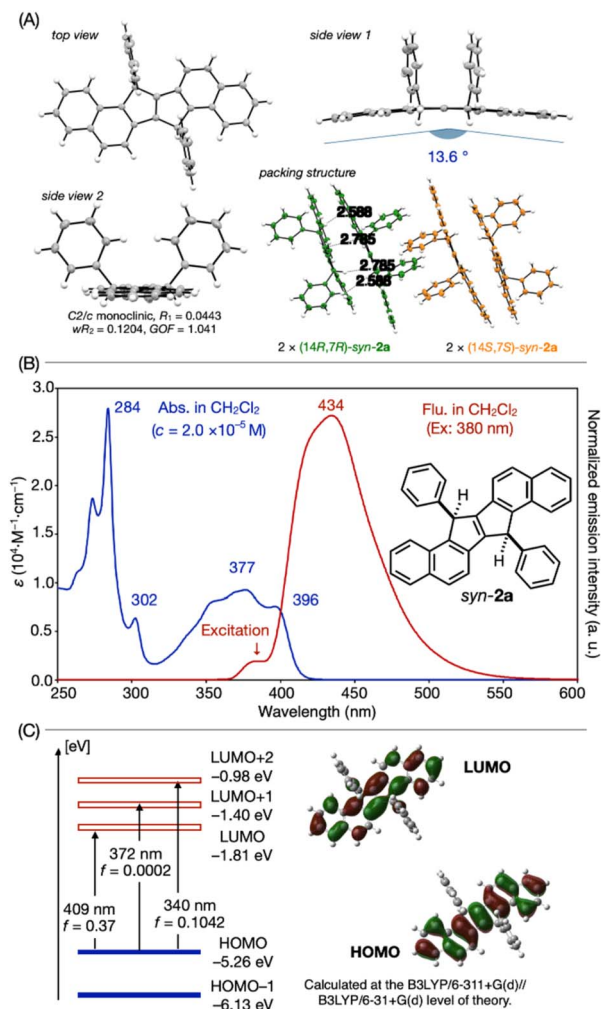 (A)
top view
side view 1
13.6 °
side view 2
packing structure
2.588
2.785
2.785
2.588
C2/c monoclinic, R1 = 0.0443
wR2 = 0.1204, GOF = 1.041
2 × (14R,7R)-syn-2a
2 × (14S,7S)-syn-2a
(B)
3.0
2.5
2.0
1.5
1.0
0.5
0.0
ε (10⁴·M⁻¹·cm⁻¹)
284
Abs. in CH₂Cl₂
(c = 2.0 ×10⁻⁵ M)
434
Flu. in CH₂Cl₂
(Ex: 380 nm)
302
377
396
Excitation
↓
H
H
syn-2a
Normalized emission intensity (a. u.)
250
300
350
400
450
500
550
600
Wavelength (nm)
(C)
[eV]
LUMO+2
−0.98 eV
LUMO+1
−1.40 eV
LUMO
−1.81 eV
372 nm
f = 0.0002
409 nm
f = 0.37
340 nm
f = 0.1042
HOMO
−5.26 eV
HOMO−1
−6.13 eV
LUMO
HOMO
Calculated at the B3LYP/6-311+G(d)//
B3LYP/6-31+G(d) level of theory.